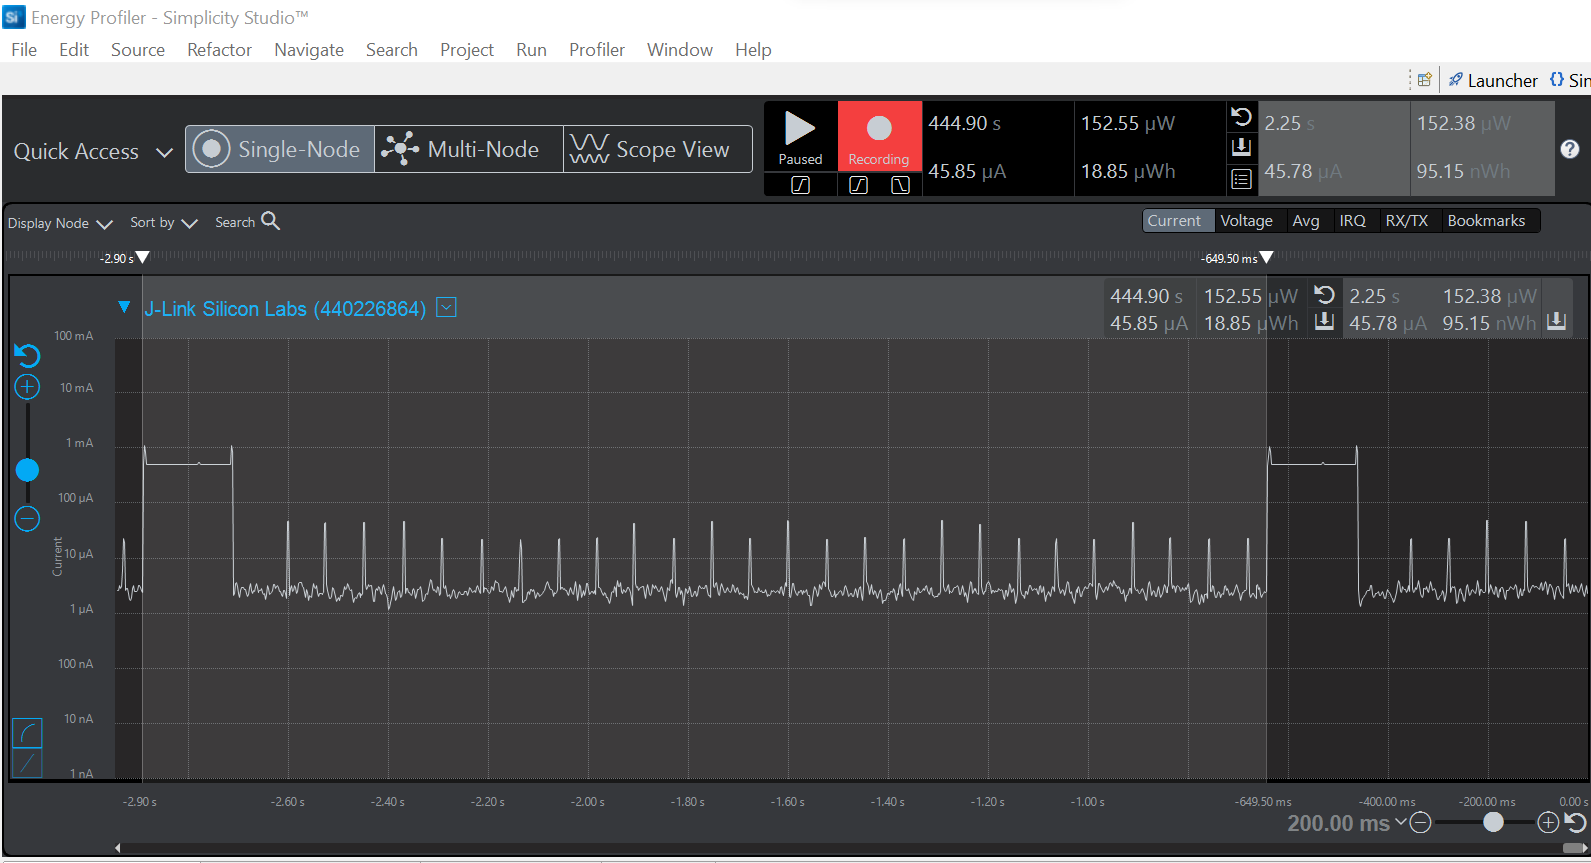 Si Energy Profiler - Simplicity Studio™
File Edit Source Refactor Navigate Search Project Run Profiler Window Help
Launcher {} Sin
Quick Access Single-Node Multi-Node Scope View
Paused Recording
444.90 s 152.55 µW 2.25 s 152.38 µW
45.85 µA 18.85 µWh 45.78 µA 95.15 nWh
?
Display Node Sort by Search
Current Voltage Avg IRQ RX/TX Bookmarks
-2.90 s -649.50 ms
J-Link Silicon Labs (440226864)
444.90 s 152.55 µW 2.25 s 152.38 µW
45.85 µA 18.85 µWh 45.78 µA 95.15 nWh
100 mA
10 mA
1 mA
100 µA
10 µA
1 µA
100 nA
10 nA
1 nA
Current
-2.90 s -2.60 s -2.40 s -2.20 s -2.00 s -1.80 s -1.60 s -1.40 s -1.20 s -1.00 s -649.50 ms -400.00 ms -200.00 ms 0.00 s
200.00 ms